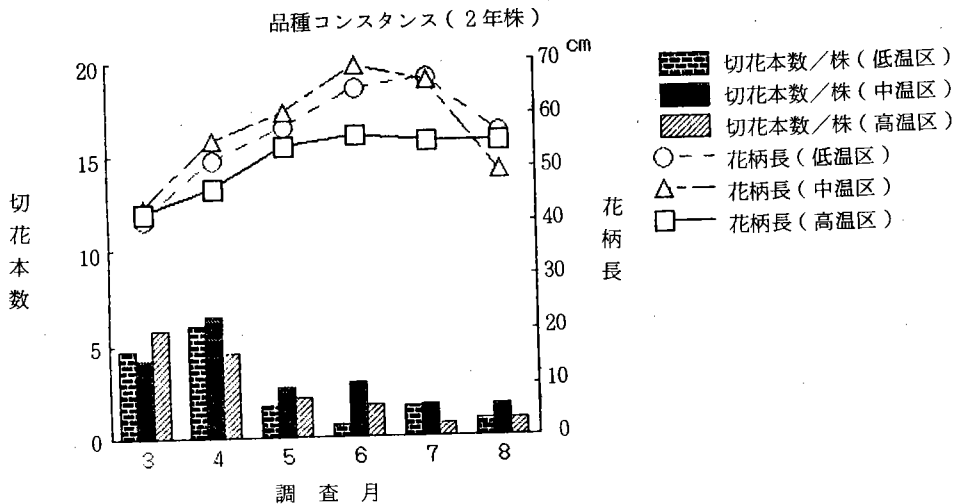 品種コンスタンス（２年株）
切花本数
20
15
10
5
0
70 cm
60
50
40
30
20
10
0
花柄長
3 4 5 6 7 8
調査月
切花本数／株（低温区）
切花本数／株（中温区）
切花本数／株（高温区）
花柄長（低温区）
花柄長（中温区）
花柄長（高温区）